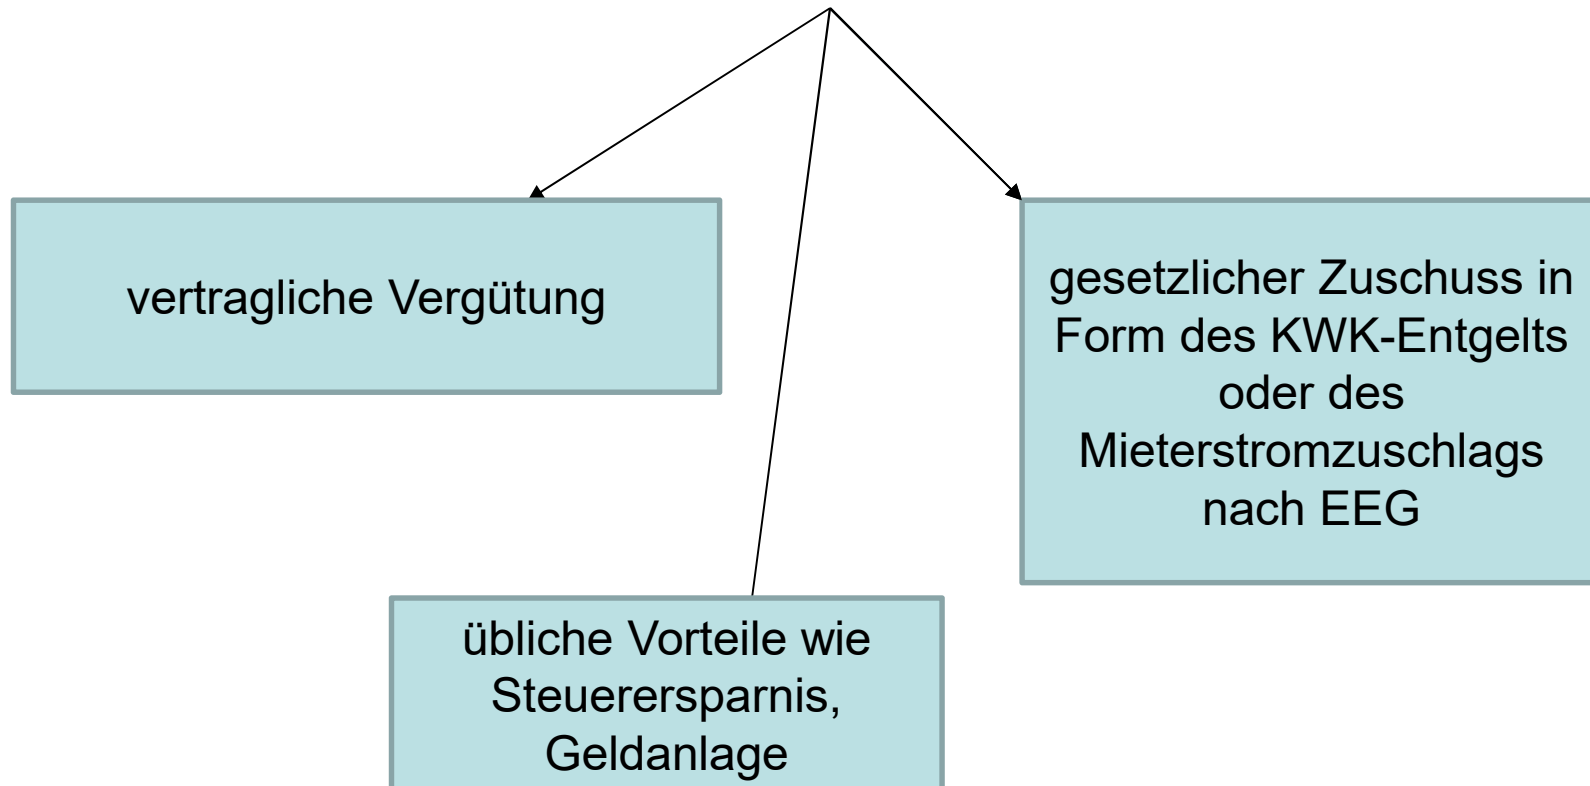 vertragliche Vergütung
gesetzlicher Zuschuss in
Form des KWK-Entgelts
oder des
Mieterstromzuschlags
nach EEG
übliche Vorteile wie
Steuerersparnis,
Geldanlage